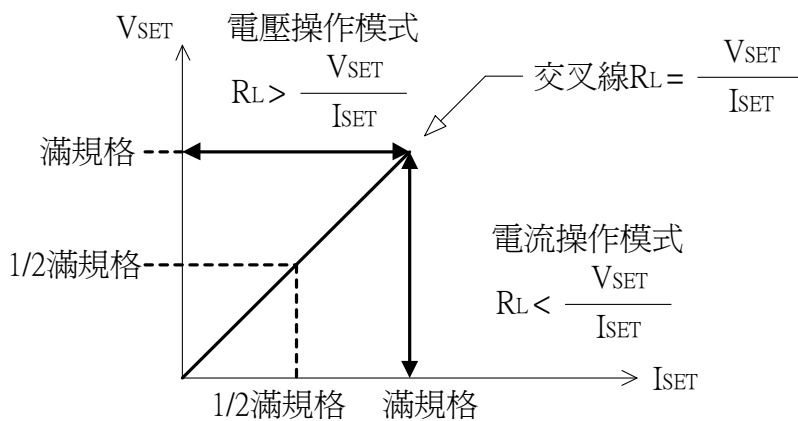 VSET
電壓操作模式
RL > VSET / ISET
交叉線RL = VSET / ISET
滿規格
1/2滿規格
電流操作模式
RL < VSET / ISET
ISET
1/2滿規格
滿規格